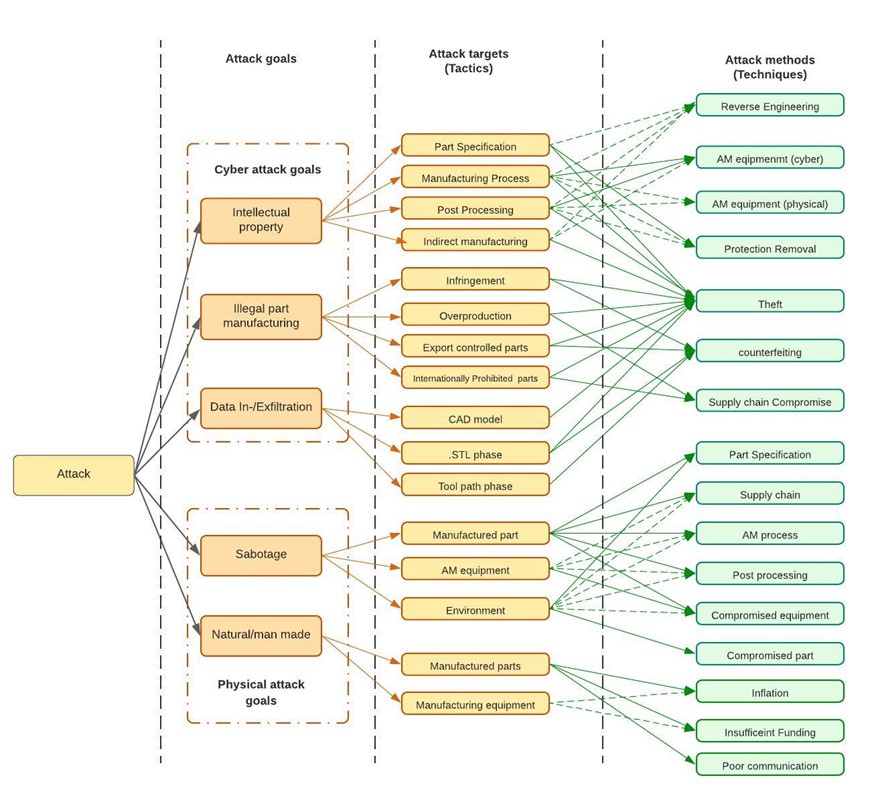 Attack goals
Attack targets
(Tactics)
Attack methods
(Techniques)
Attack
Cyber attack goals
Intellectual
property
Illegal part
manufacturing
Data In-/Exfiltration
Sabotage
Natural/man made
Physical attack
goals
Part Specification
Manufacturing Process
Post Processing
Indirect manufacturing
Infringement
Overproduction
Export controlled parts
Internationally Prohibited parts
CAD model
.STL phase
Tool path phase
Manufactured part
AM equipment
Environment
Manufactured parts
Manufacturing equipment
Reverse Engineering
AM eqipmenmt (cyber)
AM equipment (physical)
Protection Removal
Theft
counterfeiting
Supply chain Compromise
Part Specification
Supply chain
AM process
Post processing
Compromised equipment
Compromised part
Inflation
Insufficeint Funding
Poor communication